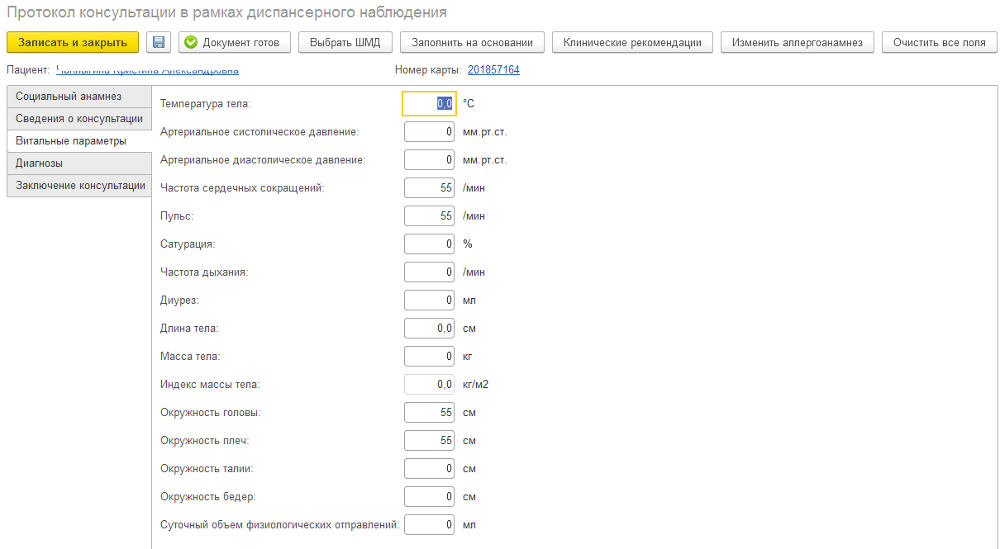 Протокол консультации в рамках диспансерного наблюдения
Записать и закрыть Документ готов Выбрать ШМД Заполнить на основании Клинические рекомендации Изменить аллергоанамнез Очистить все поля
Пациент: Кристина Александровна Номер карты: 201857164
Социальный анамнез
Сведения о консультации
Витальные параметры
Диагнозы
Заключение консультации
Температура тела: 0,0 °C
Артериальное систолическое давление: 0 мм.рт.ст.
Артериальное диастолическое давление: 0 мм.рт.ст.
Частота сердечных сокращений: 55 /мин
Пульс: 55 /мин
Сатурация: 0 %
Частота дыхания: 0 /мин
Диурез: 0 мл
Длина тела: 0,0 см
Масса тела: 0 кг
Индекс массы тела: 0,0 кг/м2
Окружность головы: 55 см
Окружность плеч: 55 см
Окружность талии: 0 см
Окружность бедер: 0 см
Суточный объем физиологических отправлений: 0 мл